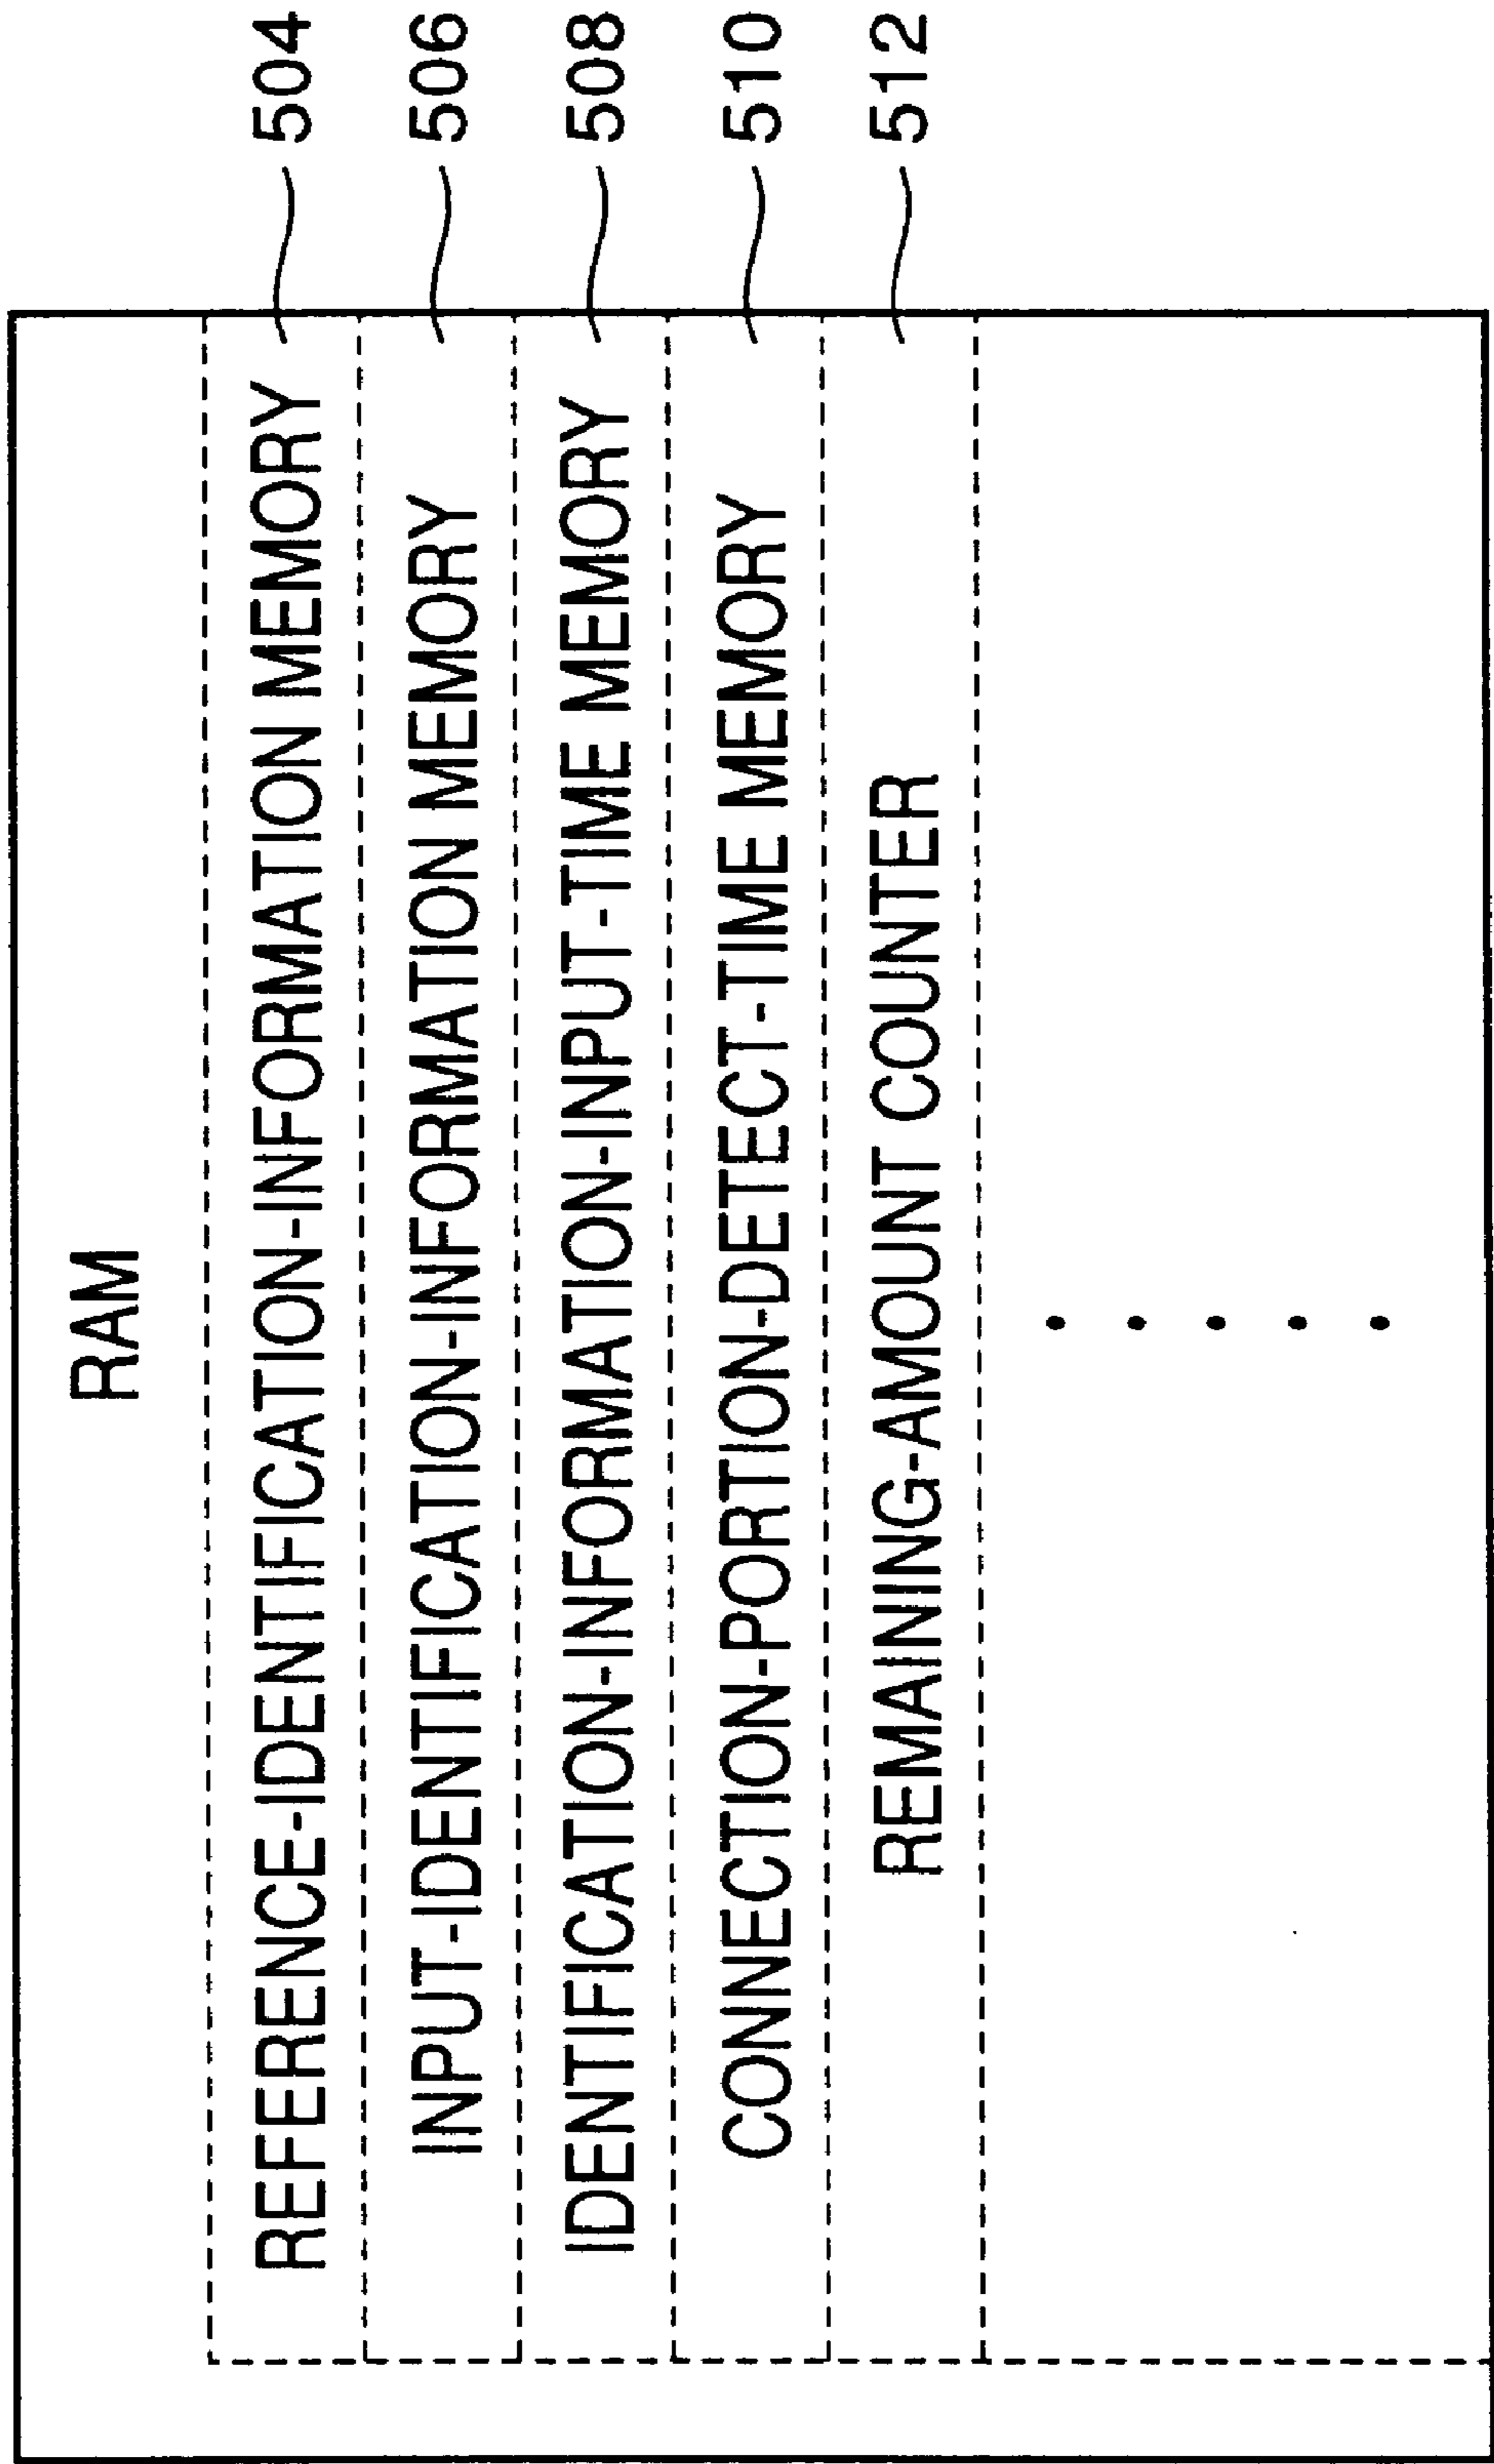 RAM
REFERENCE-IDENTIFICATION-INFORMATION MEMORY 504
INPUT-IDENTIFICATION-INFORMATION MEMORY 506
IDENTIFICATION-INFORMATION-INPUT-TIME MEMORY 508
CONNECTION-PORTION-DETECT-TIME MEMORY 510
REMAINING-AMOUNT COUNTER 512